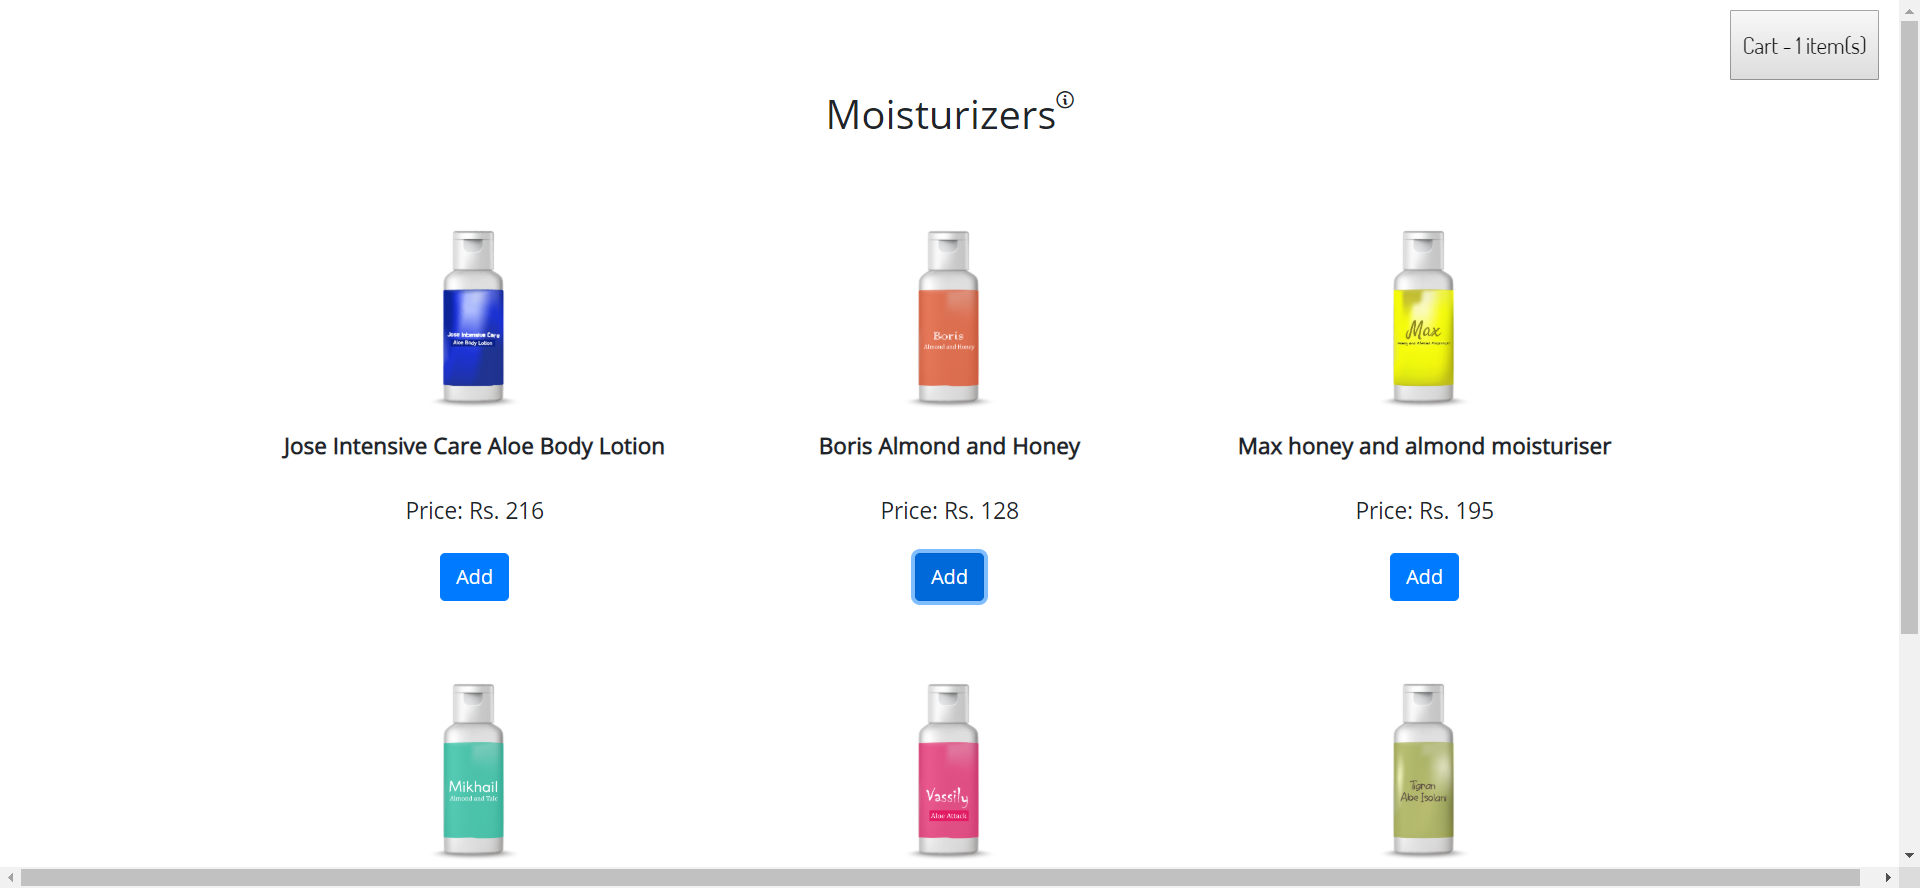 Cart - 1 item(s)
Moisturizers
Jose Intensive Care
Aloe Body Lotion
Boris
Almond and Honey
Max
Honey and Almond Moisturiser
Jose Intensive Care Aloe Body Lotion
Boris Almond and Honey
Max honey and almond moisturiser
Price: Rs. 216
Price: Rs. 128
Price: Rs. 195
Add
Add
Add
Mikhail
Almond and Talc
Vassily
Aloe Attack
Tigran
Aloe Isolani